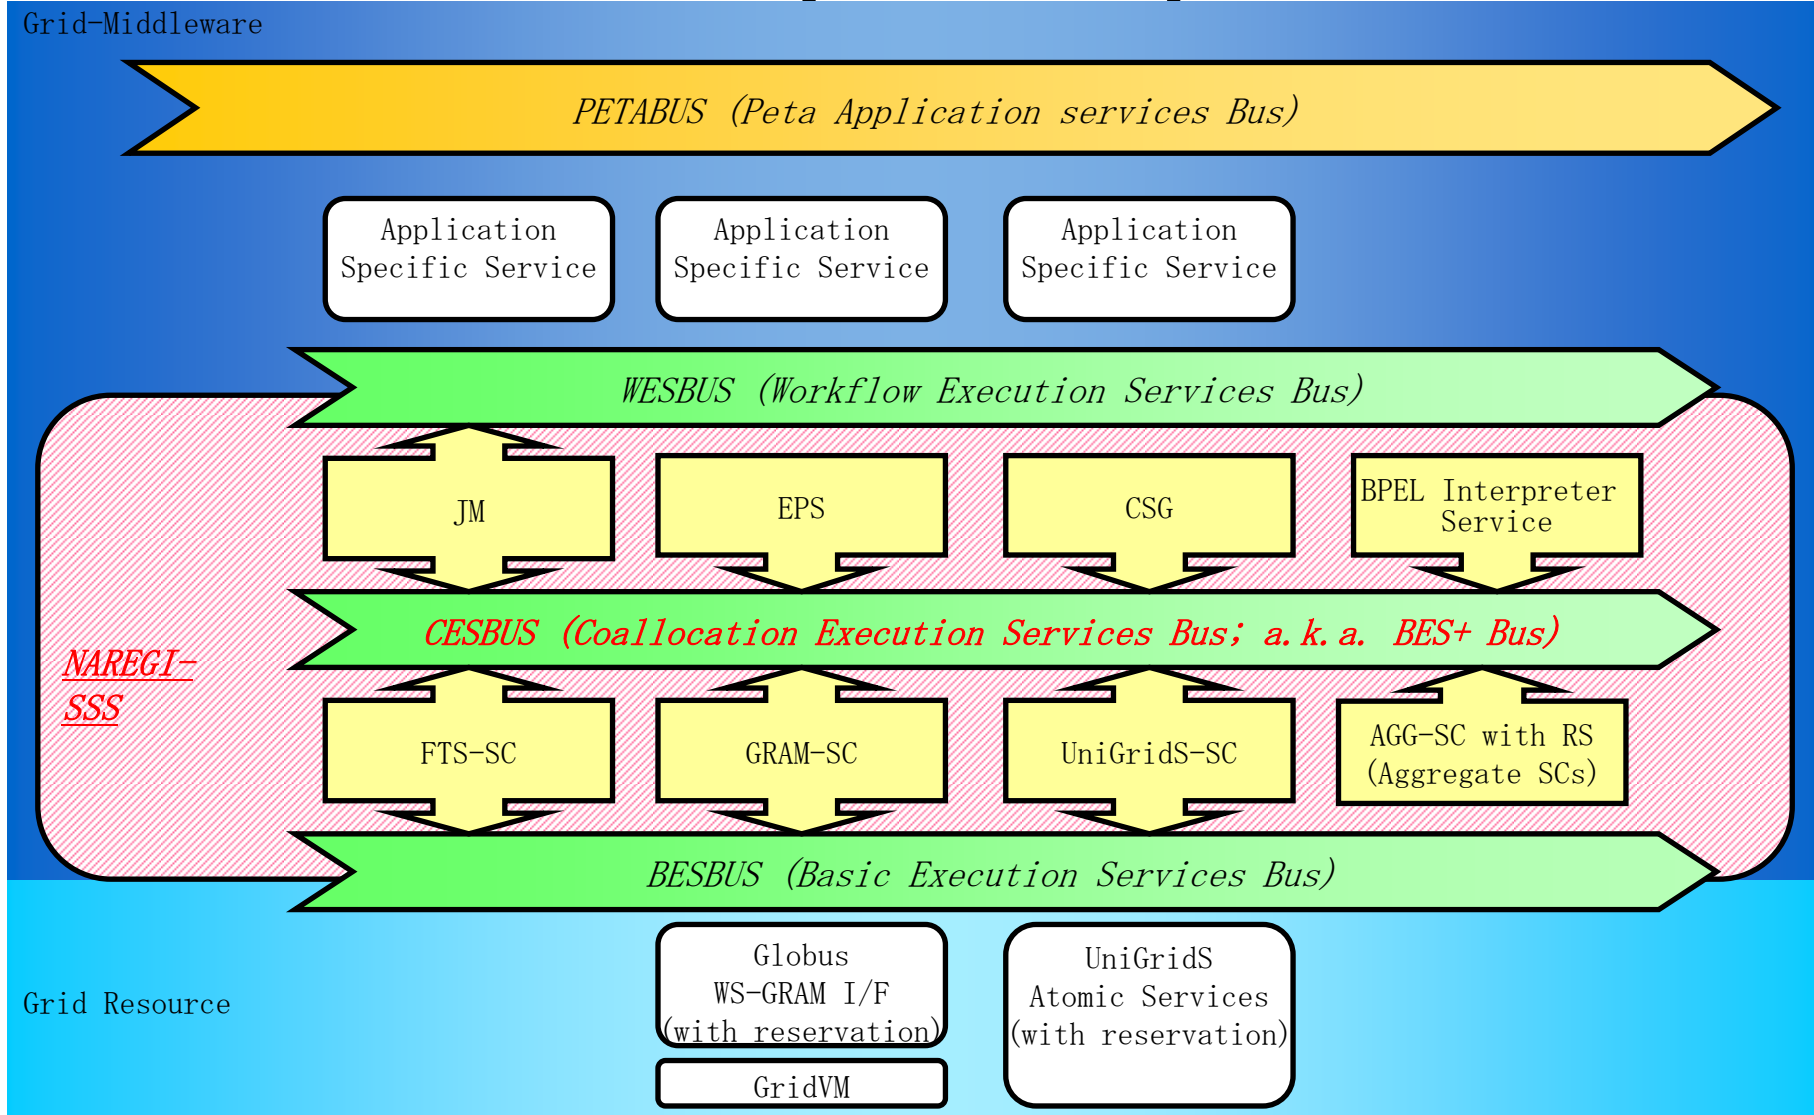 Grid-Middleware
PETABUS (Peta Application services Bus)
Application
Specific Service
Application
Specific Service
Application
Specific Service
WESBUS (Workflow Execution Services Bus)
JM
EPS
CSG
BPEL Interpreter
Service
CESBUS (Coallocation Execution Services Bus; a.k.a. BES+ Bus)
NAREGI-
SSS
FTS-SC
GRAM-SC
UniGridS-SC
AGG-SC with RS
(Aggregate SCs)
BESBUS (Basic Execution Services Bus)
Globus
WS-GRAM I/F
(with reservation)
GridVM
UniGridS
Atomic Services
(with reservation)
Grid Resource